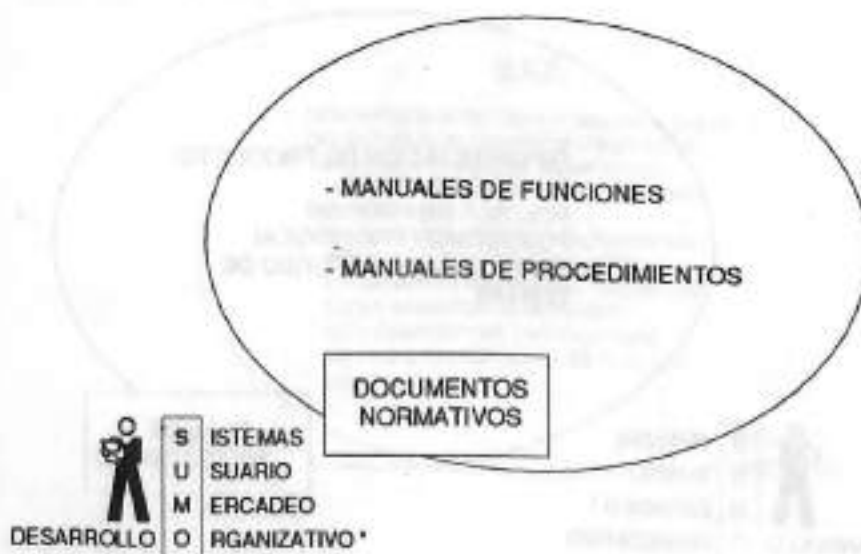 - MANUALES DE FUNCIONES
- MANUALES DE PROCEDIMIENTOS
DOCUMENTOS
NORMATIVOS
S ISTEMAS
U SUARIO
M ERCADEO
DESARROLLO O RGANIZATIVO*